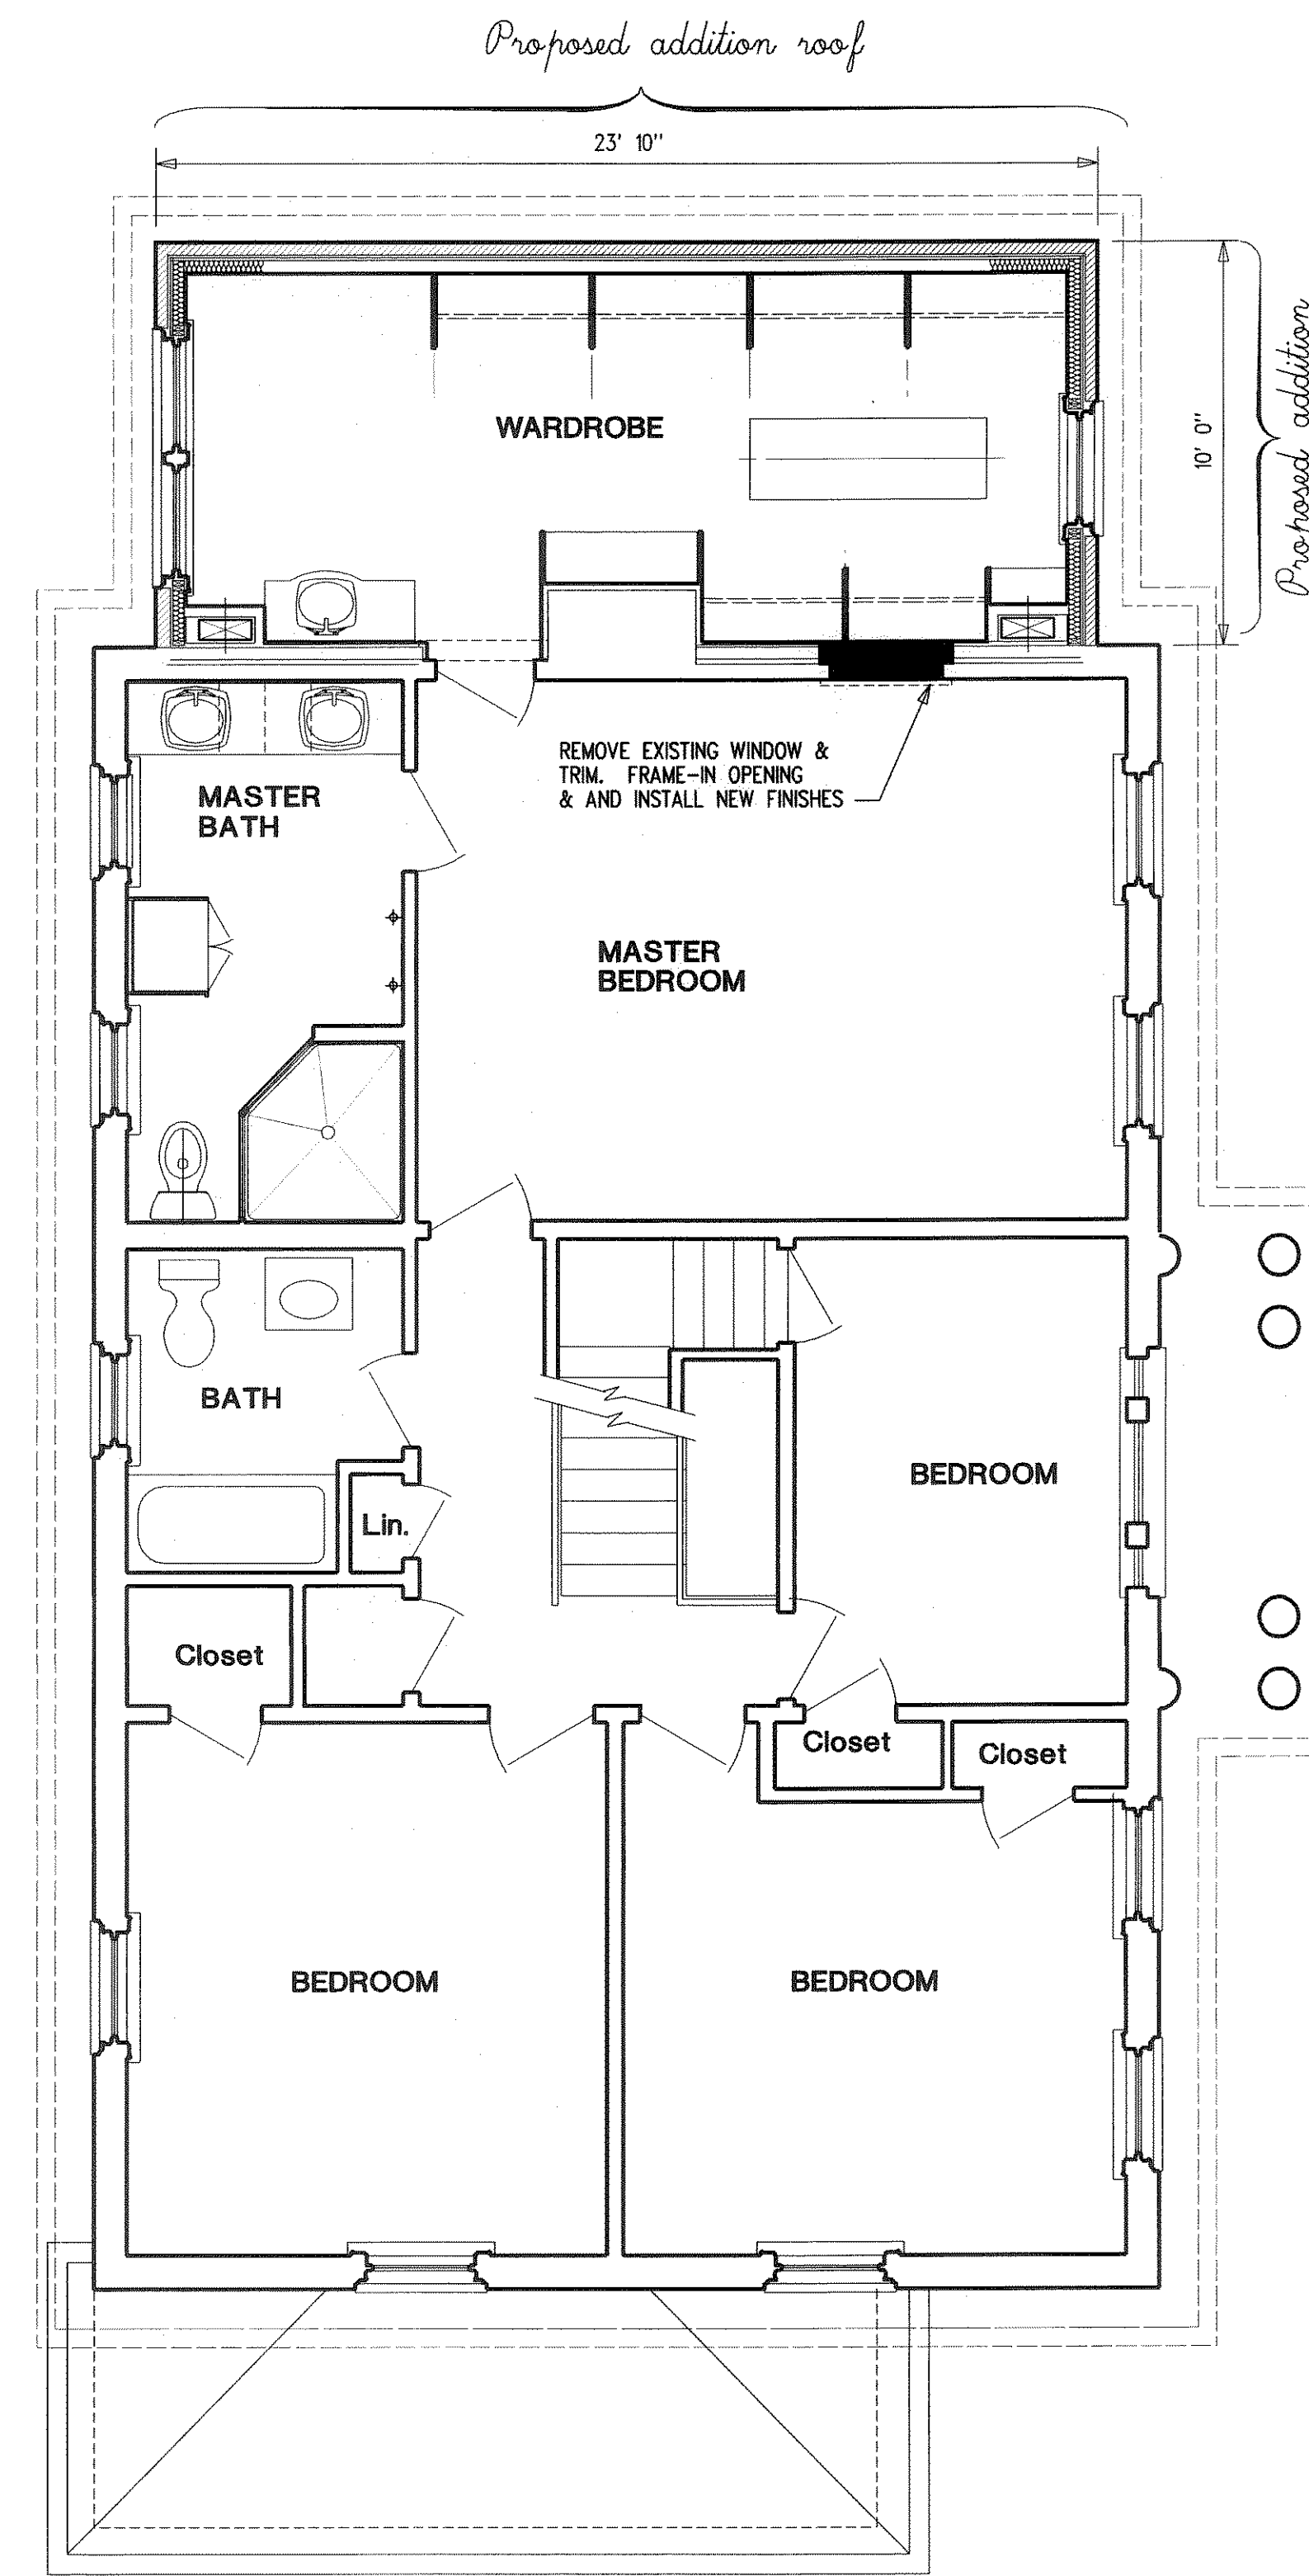 Proposed addition roof
23' 10"
Proposed addition
10' 0"
WARDROBE
REMOVE EXISTING WINDOW &
TRIM. FRAME-IN OPENING
& AND INSTALL NEW FINISHES
MASTER
BATH
MASTER
BEDROOM
BATH
BEDROOM
Lin.
Closet
Closet
Closet
BEDROOM
BEDROOM